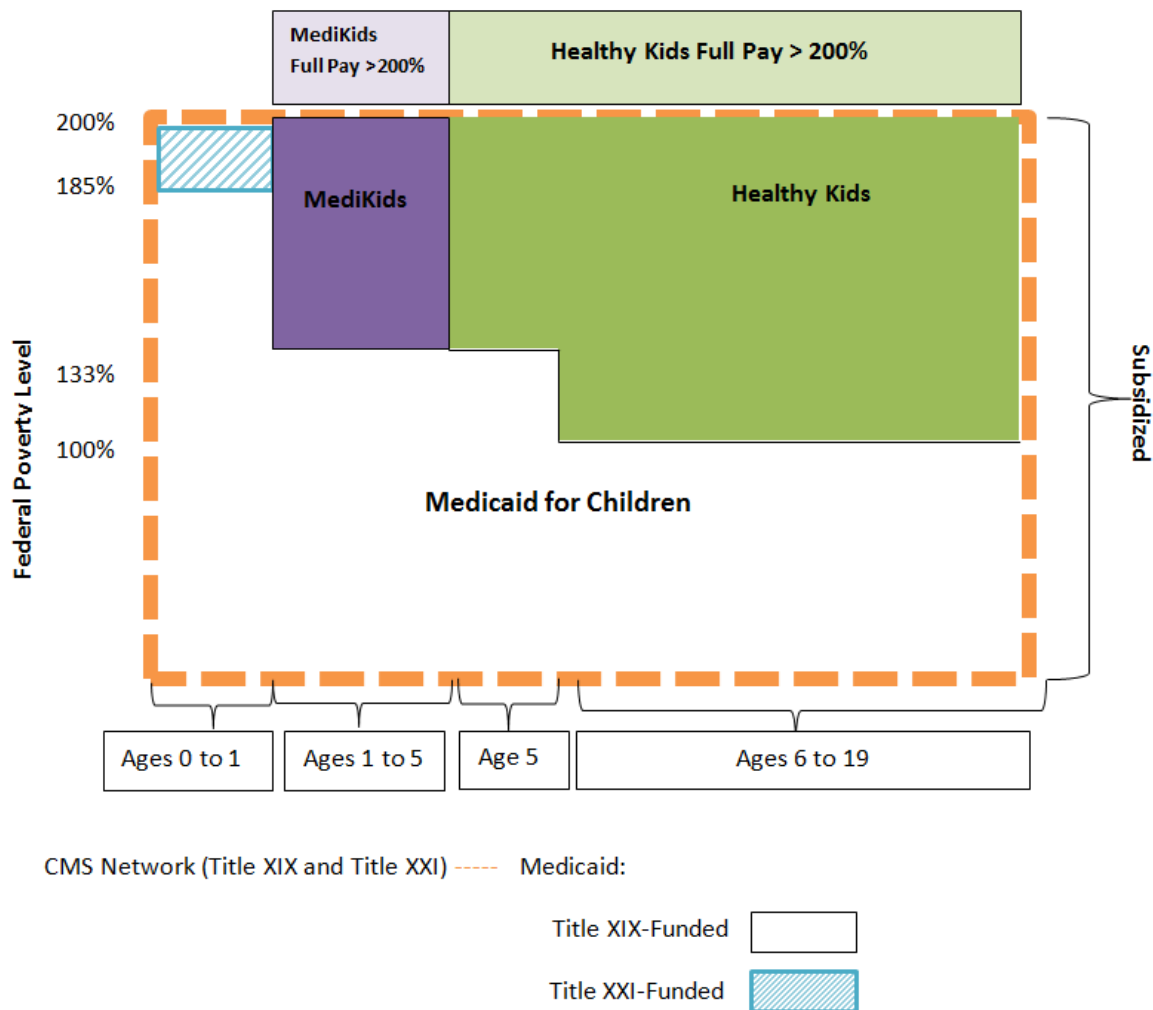 MediKids
Full Pay >200%
Healthy Kids Full Pay > 200%
200%
185%
MediKids
Healthy Kids
Federal Poverty Level
133%
100%
Subsidized
Medicaid for Children
Ages 0 to 1
Ages 1 to 5
Age 5
Ages 6 to 19
CMS Network (Title XIX and Title XXI) ----- Medicaid:
Title XIX-Funded
Title XXI-Funded